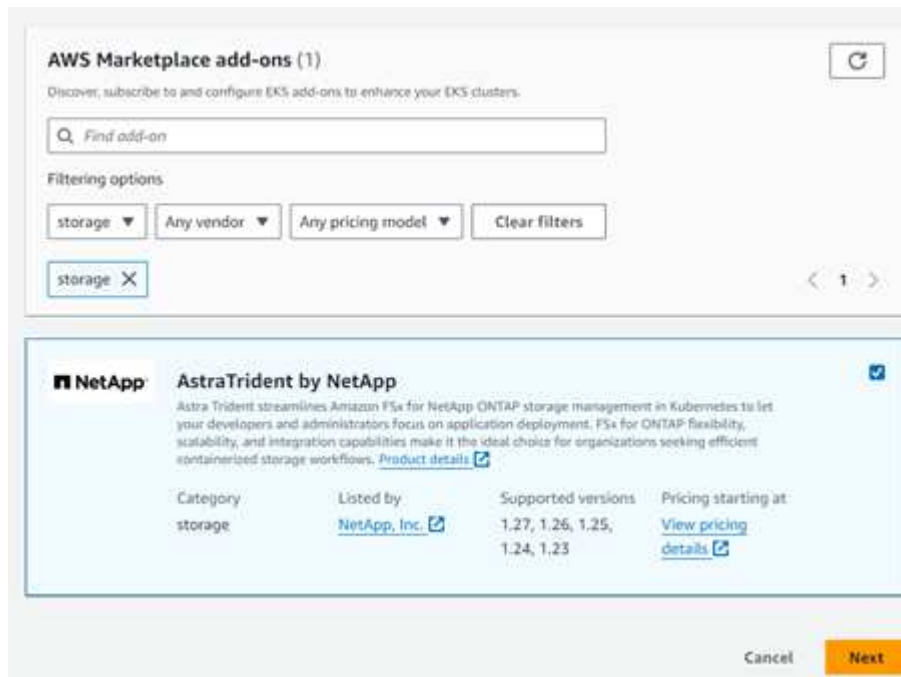 AWS Marketplace add-ons (1)
Discover, subscribe to and configure EKS add-ons to enhance your EKS clusters.
Find add-on
Filtering options
storage Any vendor Any pricing model Clear filters
storage
1
NetApp
AstraTrident by NetApp
Astra Trident streamlines Amazon FSx for NetApp ONTAP storage management in Kubernetes to let
your developers and administrators focus on application deployment. FSx for ONTAP flexibility,
scalability, and integration capabilities make it the ideal choice for organizations seeking efficient
containerized storage workflows. Product details
Category Listed by Supported versions Pricing starting at
storage NetApp, Inc. 1.27, 1.26, 1.25, View pricing
1.24, 1.23 details
Cancel Next